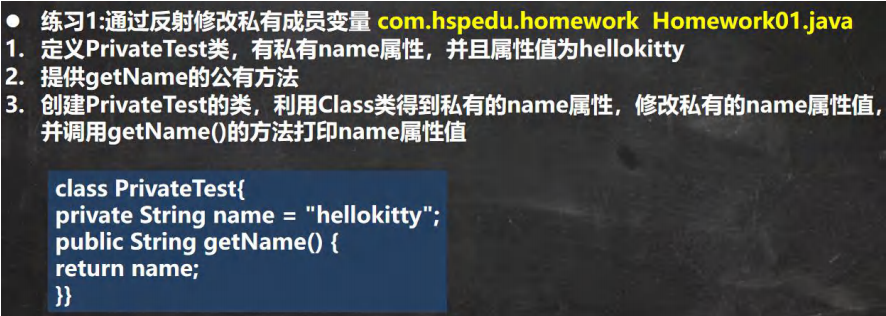 ● 练习1:通过反射修改私有成员变量 com.hspedu.homework Homework01.java
1. 定义PrivateTest类，有私有name属性，并且属性值为hellokitty
2. 提供getName的公有方法
3. 创建PrivateTest的类，利用Class类得到私有的name属性，修改私有的name属性值，
并调用getName()的方法打印name属性值
class PrivateTest{
private String name = "hellokitty";
public String getName() {
return name;
}}